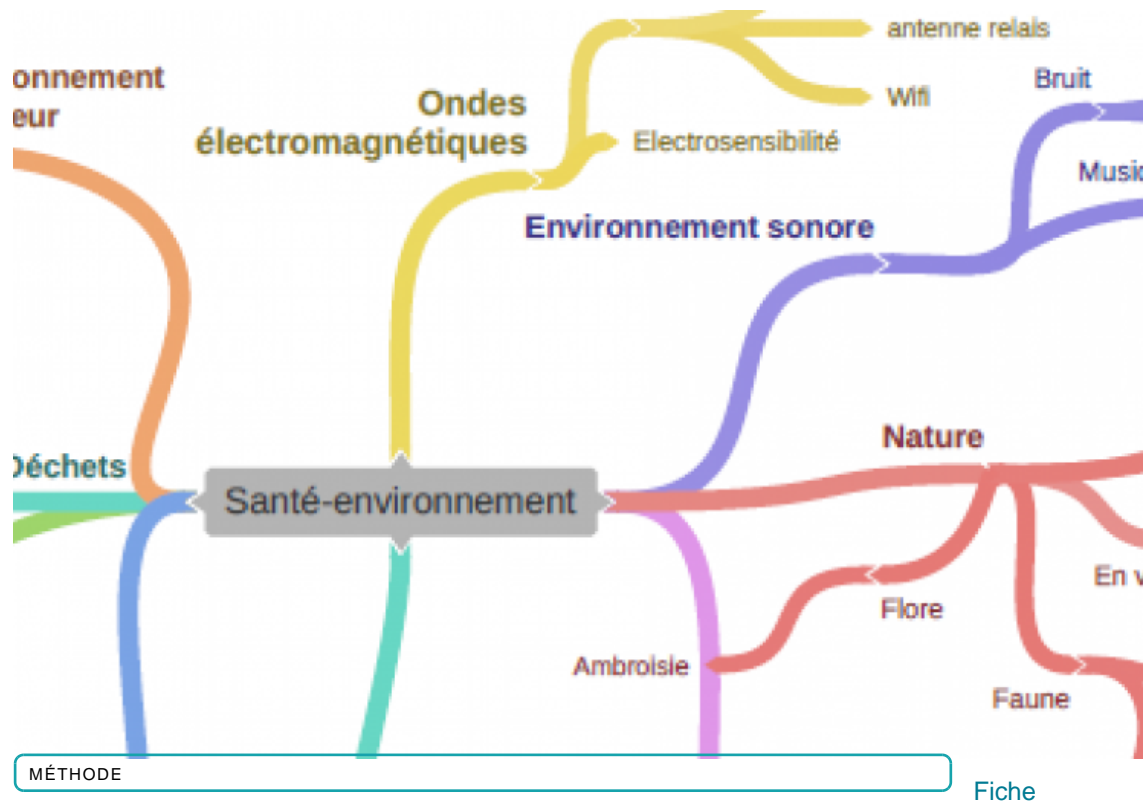 antenne relais
Bruit
onnement
eur
Ondes
électromagnétiques
Wifi
Electrosensibilité
Environnement sonore
Nature
Déchets
Santé-environnement
En
Flore
Ambroisie
Faune
MÉTHODE
Fiche